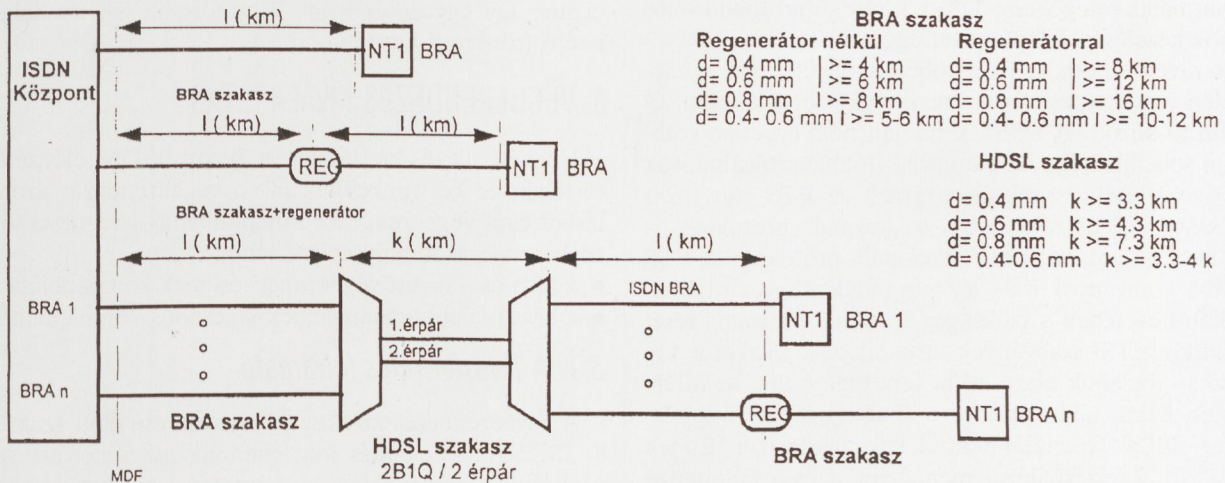 l ( km)
BRA szakasz
NT1 BRA
ISDN
Központ
Regenerátor nélkül
Regenerátorral
d= 0.4 mm l >= 4 km
d= 0.6 mm l >= 6 km
d= 0.8 mm l >= 8 km
d= 0.4- 0.6 mm l >= 5-6 km
d= 0.4 mm l >= 8 km
d= 0.6 mm l >= 12 km
d= 0.8 mm l >= 16 km
d= 0.4- 0.6 mm l >= 10-12 km
BRA szakasz
l ( km)
l ( km)
REG
NT1 BRA
HDSL szakasz
d= 0.4 mm k >= 3.3 km
d= 0.6 mm k >= 4.3 km
d= 0.8 mm k >= 7.3 km
d= 0.4-0.6 mm k >= 3.3-4 k
BRA szakasz+regenerátor
l ( km)
k ( km)
l ( km)
ISDN BRA
BRA 1
NT1 BRA 1
1.érpár
2.érpár
BRA n
REG
NT1 BRA n
BRA szakasz
HDSL szakasz
2B1Q / 2 érpár
BRA szakasz
MDF